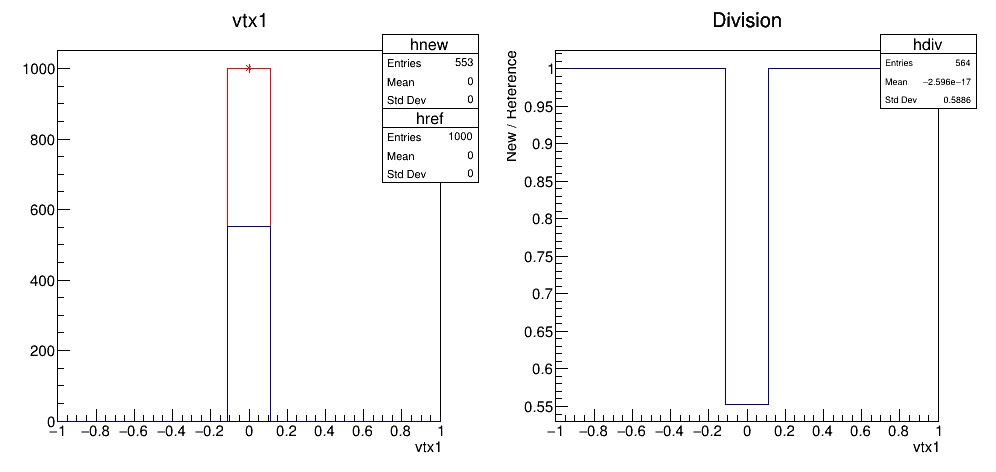 vtx1
hnew
Entries 553
Mean 0
Std Dev 0
href
Entries 1000
Mean 0
Std Dev 0
1000
800
600
400
200
0
−1 −0.8 −0.6 −0.4 −0.2 0 0.2 0.4 0.6 0.8 1
vtx1
Division
hdiv
Entries 564
Mean −2.596e−17
Std Dev 0.5886
New / Reference
1
0.95
0.9
0.85
0.8
0.75
0.7
0.65
0.6
0.55
−1 −0.8 −0.6 −0.4 −0.2 0 0.2 0.4 0.6 0.8 1
vtx1